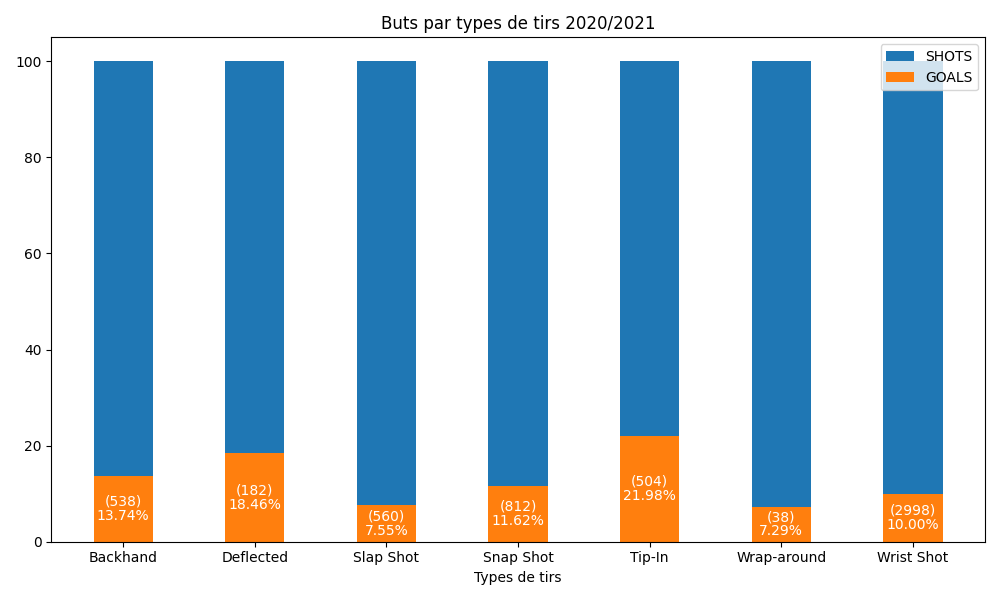 Buts par types de tirs 2020/2021
SHOTS
GOALS
100
80
60
40
20
0
(538)
13.74%
(182)
18.46%
(560)
7.55%
(812)
11.62%
(504)
21.98%
(38)
7.29%
(2998)
10.00%
Backhand
Deflected
Slap Shot
Snap Shot
Tip-In
Wrap-around
Wrist Shot
Types de tirs